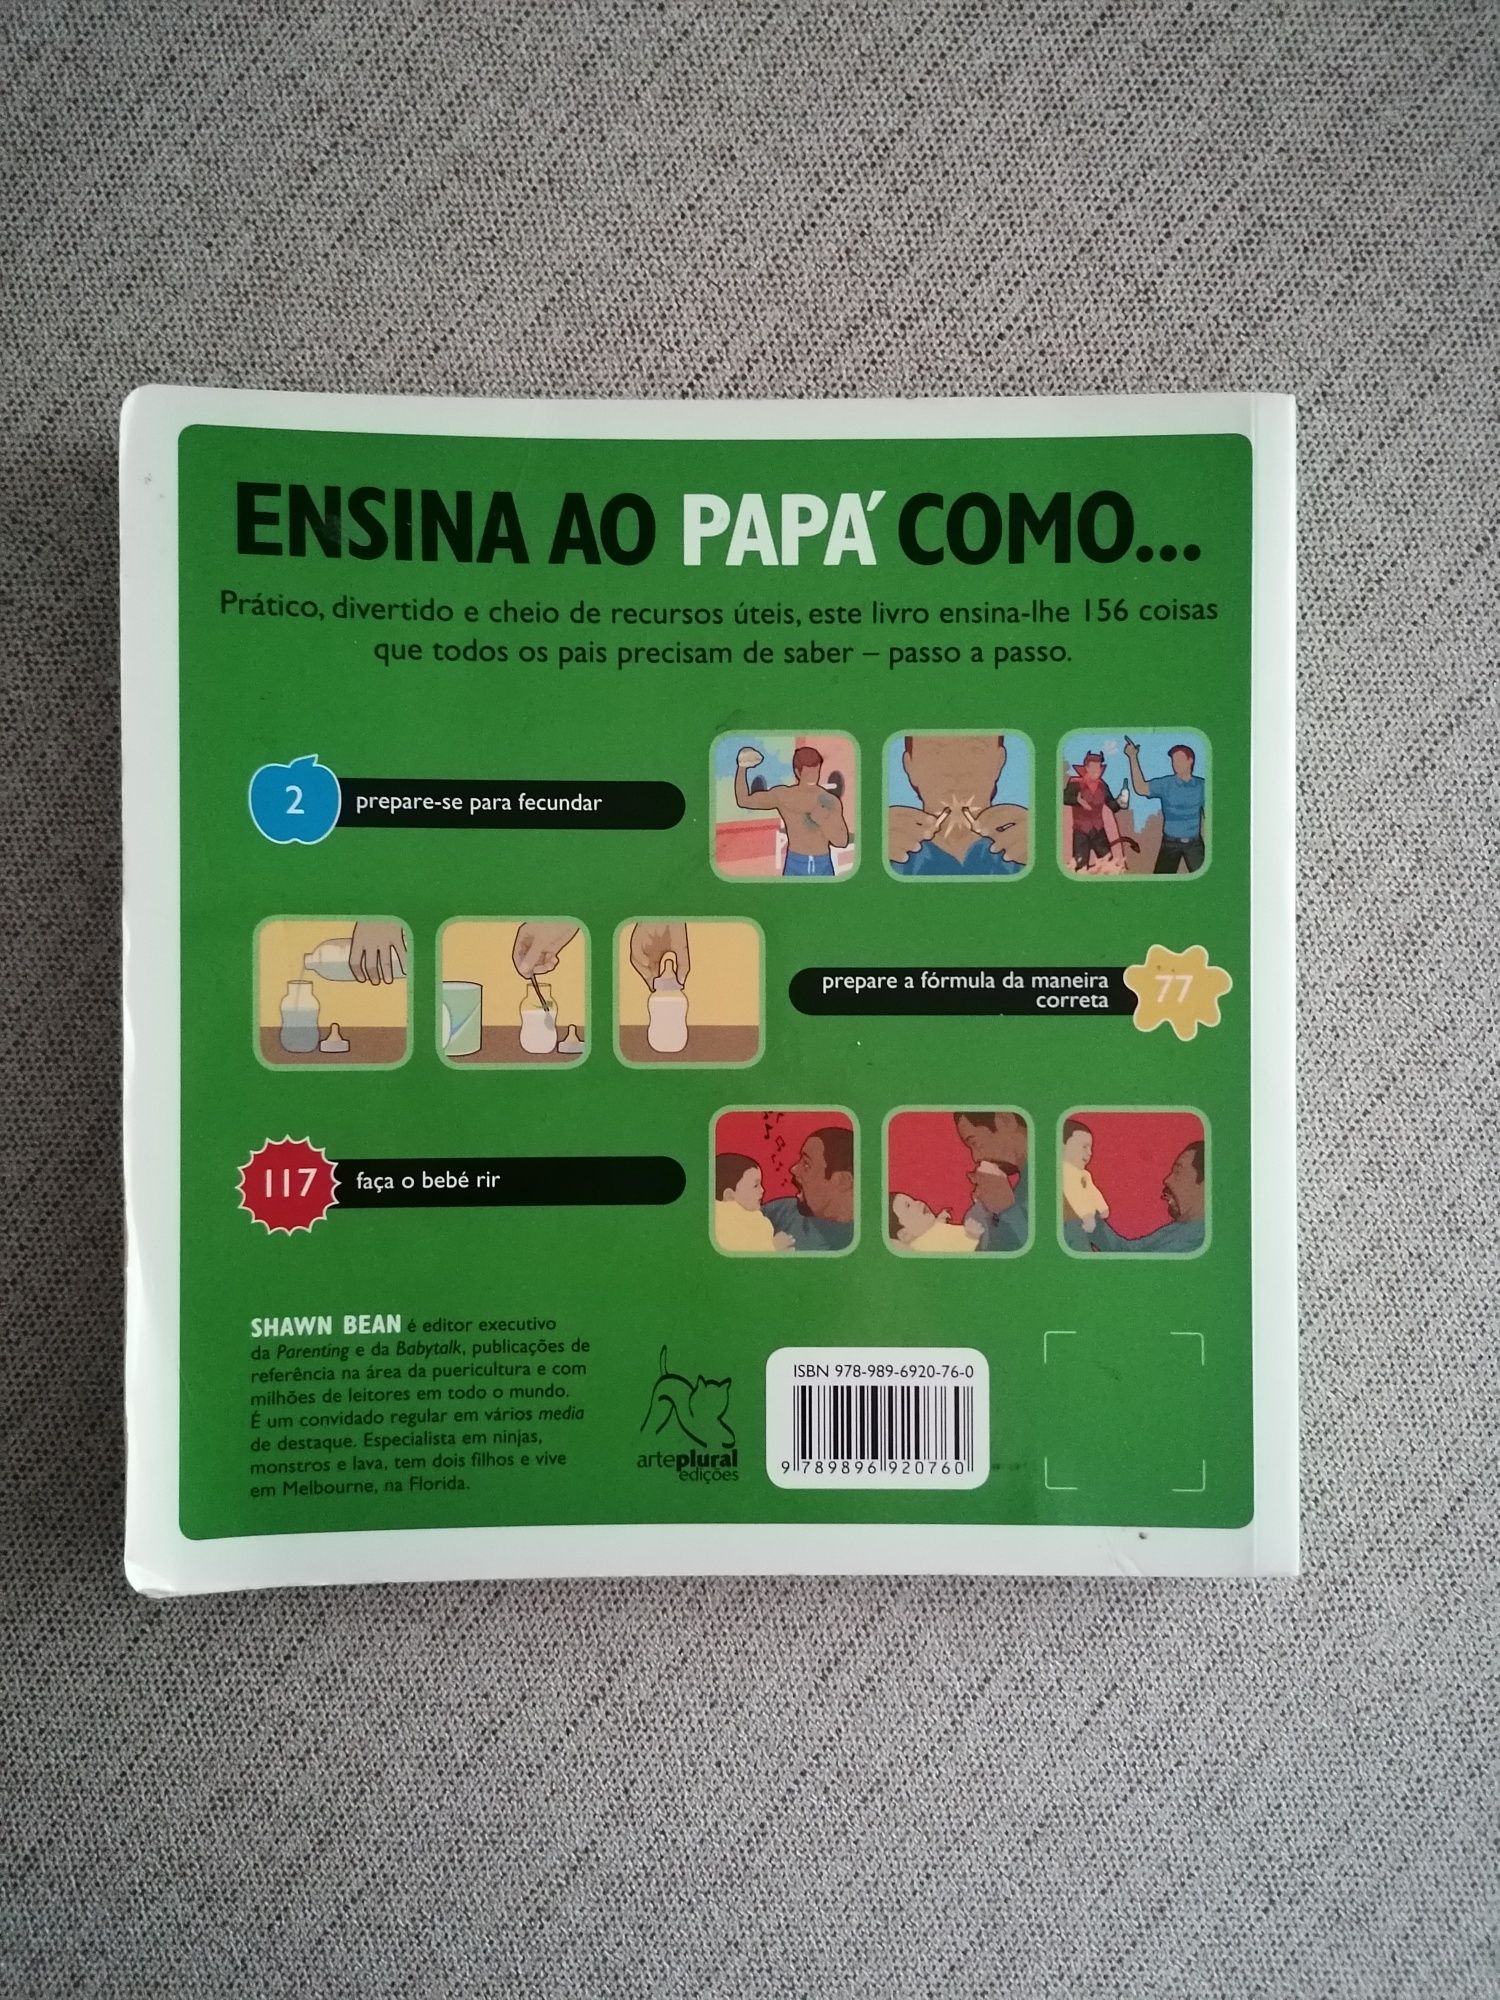 ENSINA AO PAPÁ COMO...
Prático, divertido e cheio de recursos úteis, este livro ensina-lhe 156 coisas
que todos os pais precisam de saber – passo a passo.
2 prepare-se para fecundar
prepare a fórmula da maneira
correta
77
117 faça o bebé rir
SHAWN BEAN é editor executivo
da Parenting e da Babytalk, publicações de
referência na área da puericultura e com
milhões de leitores em todo o mundo.
É um convidado regular em vários media
de destaque. Especialista em ninjas,
monstros e lava, tem dois filhos e vive
em Melbourne, na Florida.
arteplural
edições
ISBN 978-989-6920-76-0
9 789896 920760